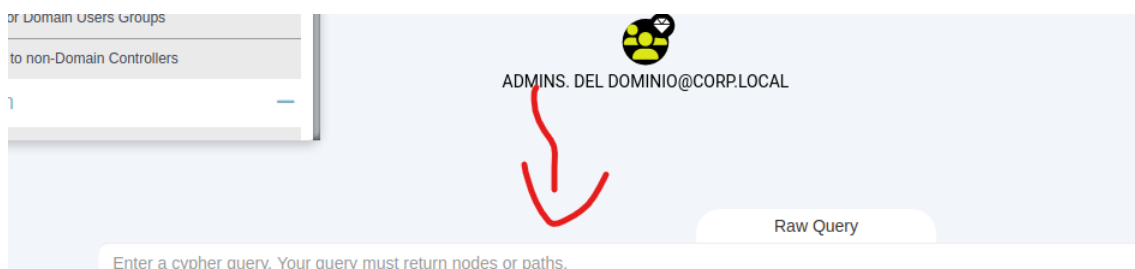 or Domain Users Groups
to non-Domain Controllers
ADMINS. DEL DOMINIO@CORP.LOCAL
Raw Query
Enter a cypher query. Your query must return nodes or paths.